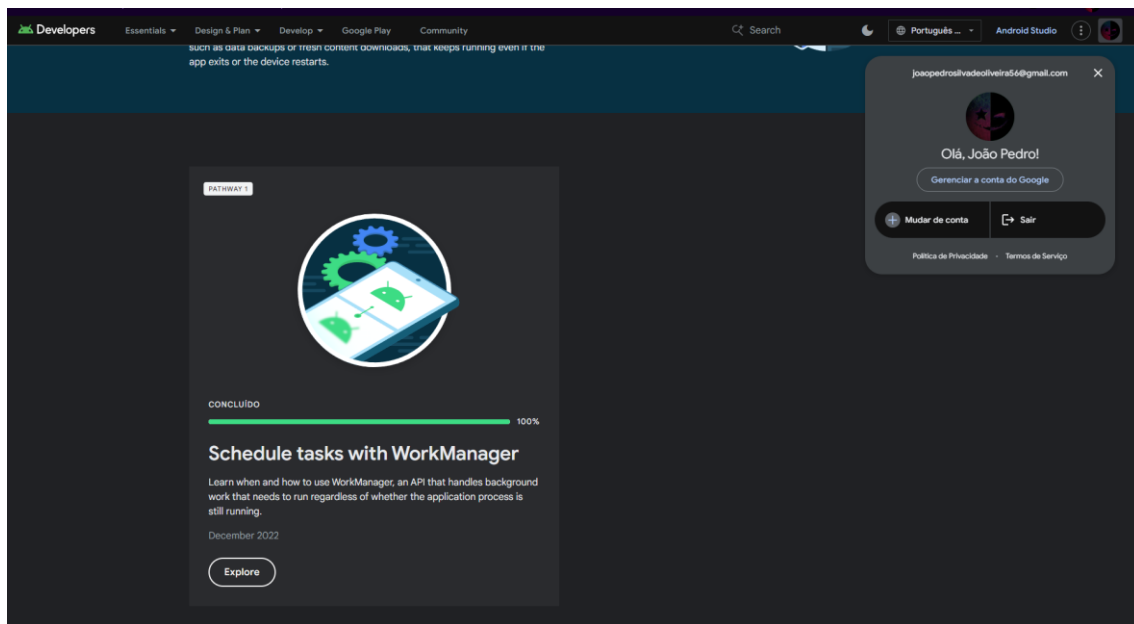 Developers Essentials Design & Plan Develop Google Play Community Search Português ... Android Studio
such as data backups or fresh content downloads, that keeps running even if the
app exits or the device restarts.
joaopedrosilvadeoliveira56@gmail.com
Olá, João Pedro!
Gerenciar a conta do Google
Mudar de conta Sair
Política de Privacidade · Termos de Serviço
PATHWAY 1
CONCLUÍDO
100%
Schedule tasks with WorkManager
Learn when and how to use WorkManager, an API that handles background
work that needs to run regardless of whether the application process is
still running.
December 2022
Explore